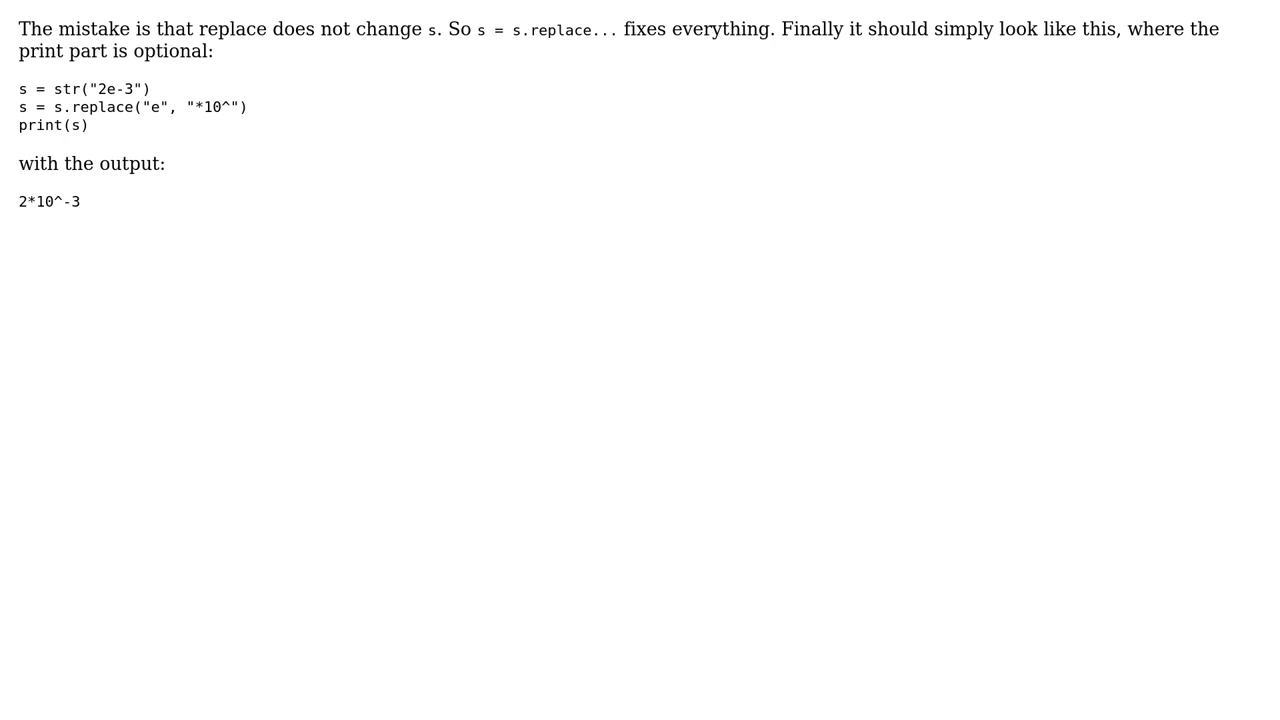 The mistake is that replace does not change s. So s = s.replace... fixes everything. Finally it should simply look like this, where the
print part is optional:
s = str("2e-3")
s = s.replace("e", "*10^")
print(s)
with the output:
2*10^-3